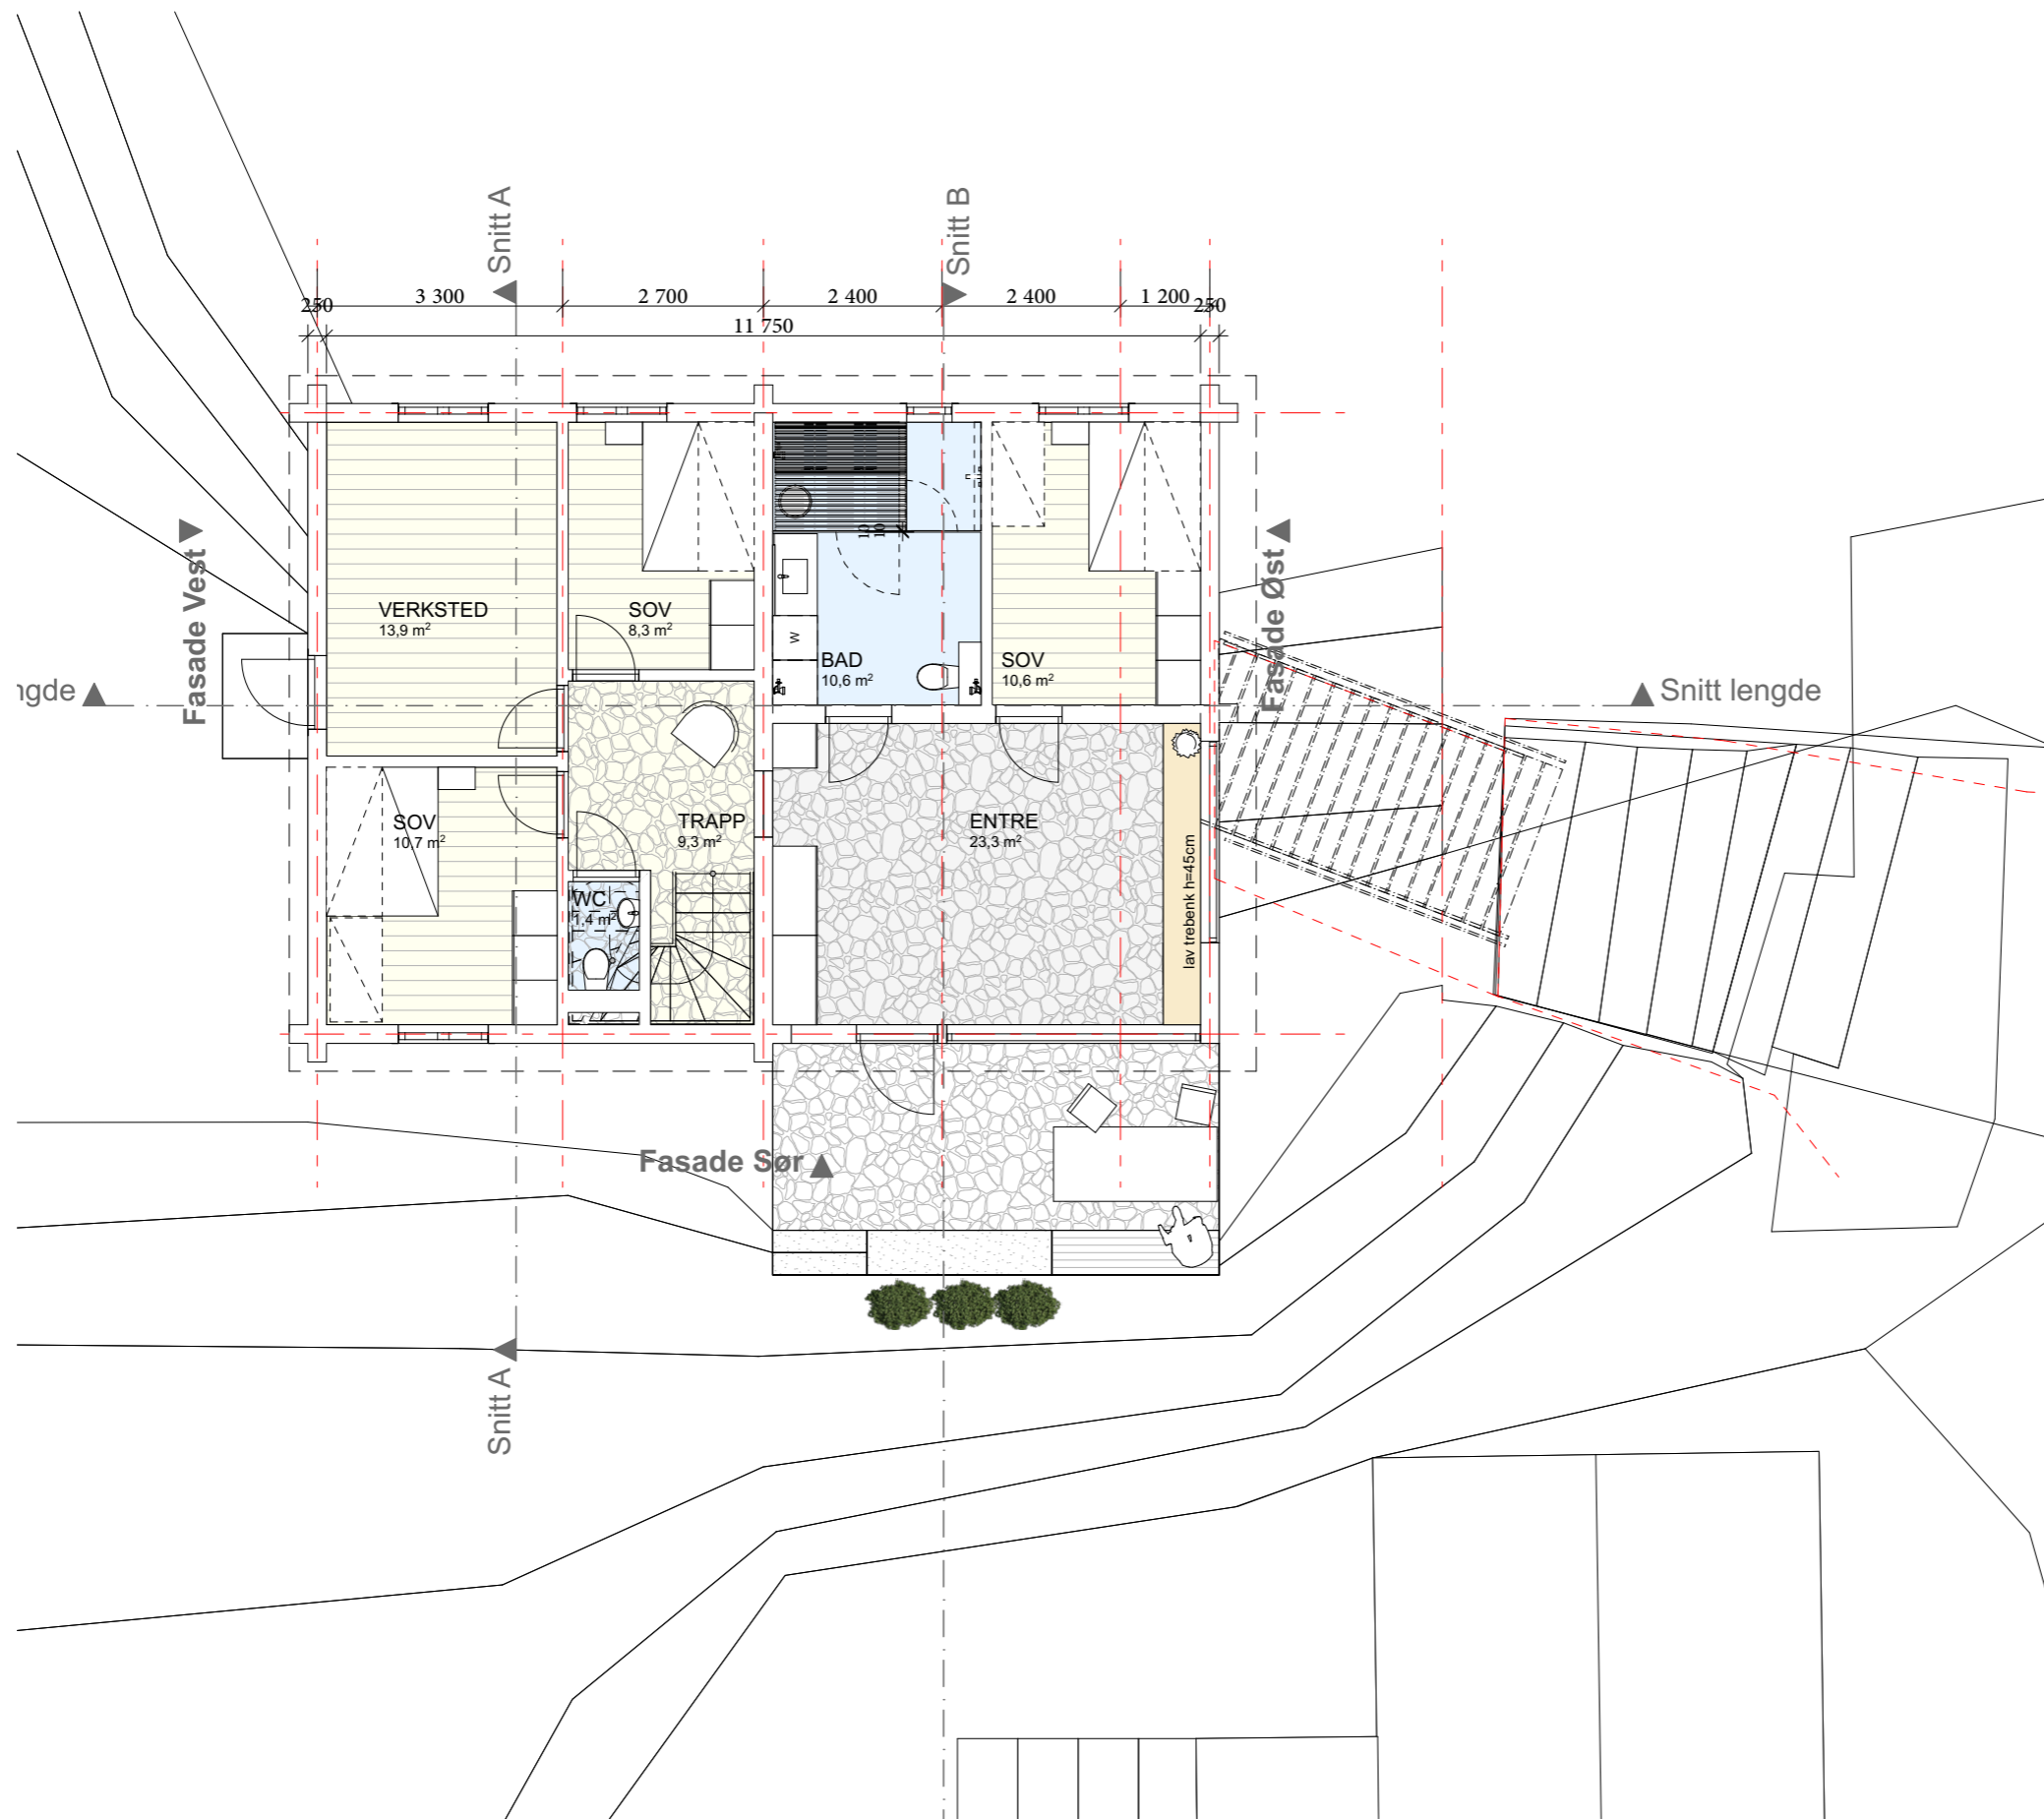 Snitt A
Snitt B
250
3 300
2 700
2 400
2 400
1 200
250
11 750
Fasade Vest
Fasade Øst
10
10
VERKSTED
13,9 m²
SOV
8,3 m²
W
BAD
10,6 m²
SOV
10,6 m²
ngde
Snitt lengde
SOV
10,7 m²
TRAPP
9,3 m²
ENTRE
23,3 m²
lav trebenk h=45cm
WC
1,4 m²
Fasade Sør
Snitt A